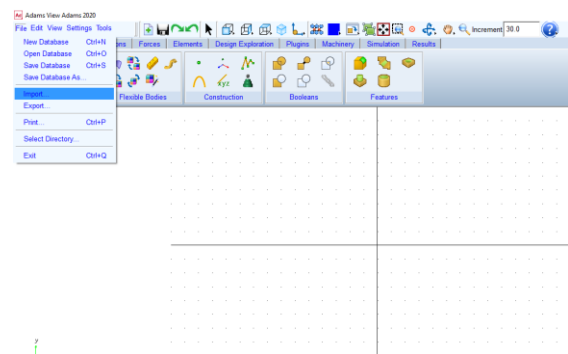 Adams View Adams 2020
File Edit View Settings Tools
Increment 30.0
Forces Elements Design Exploration Plugins Machinery Simulation Results
New Database Ctrl+N
Open Database Ctrl+O
Save Database Ctrl+S
Save Database As...
Import...
Export...
Print... Ctrl+P
Select Directory...
Exit Ctrl+Q
Flexible Bodies Construction Booleans Features
y